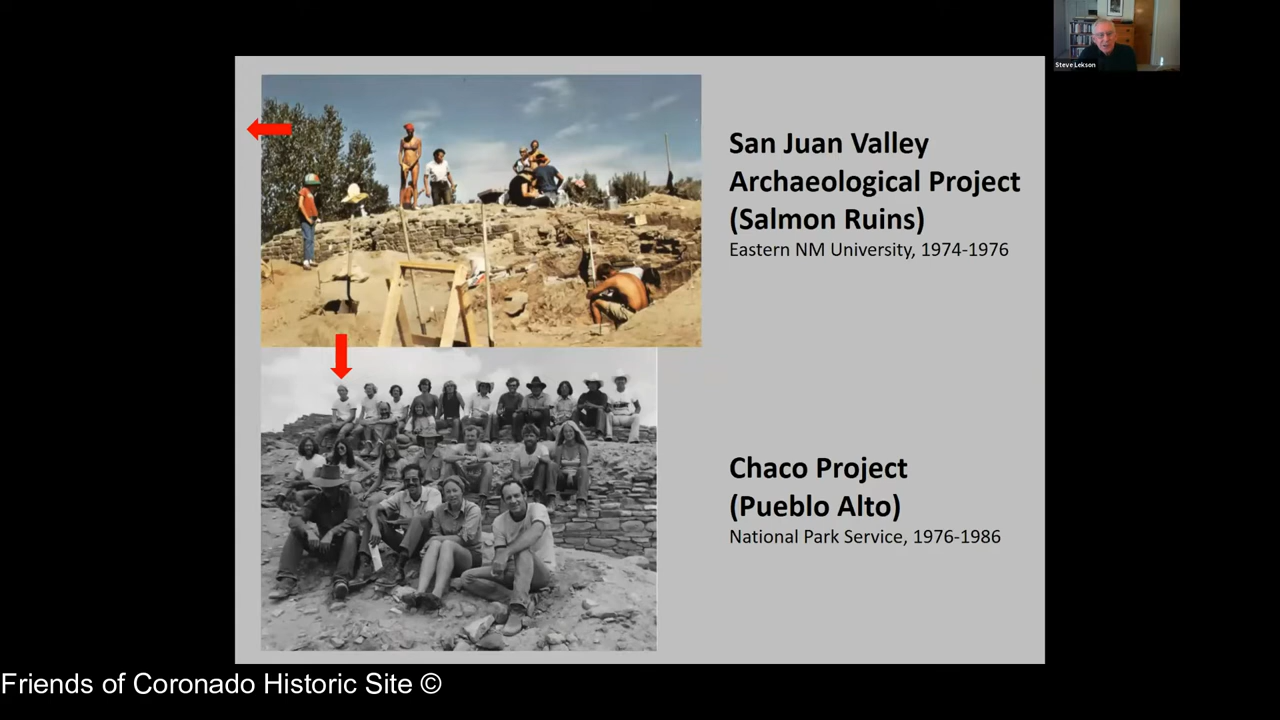 Steve Lekson
San Juan Valley
Archaeological Project
(Salmon Ruins)
Eastern NM University, 1974-1976
Chaco Project
(Pueblo Alto)
National Park Service, 1976-1986
Friends of Coronado Historic Site ©